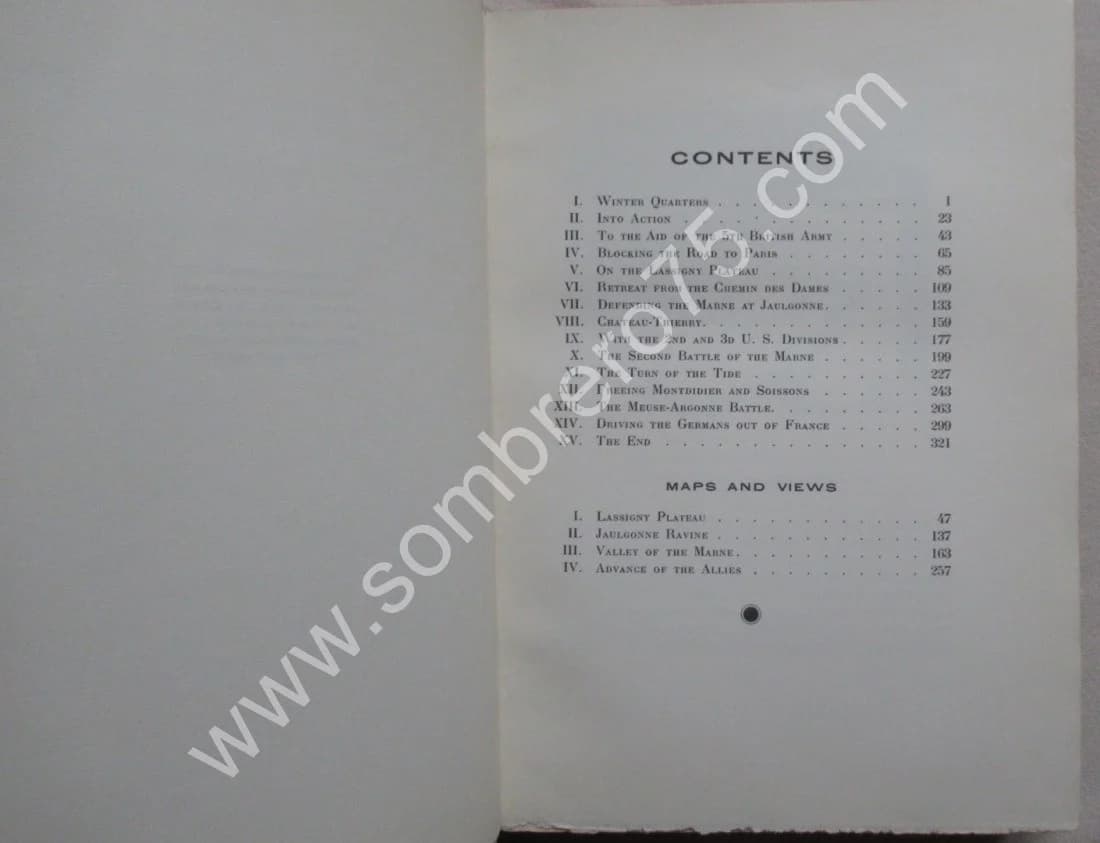 CONTENTS
I. WINTER QUARTERS . . . . . . . . . . . . 1
II. INTO ACTION . . . . . . . . . . . . . . 23
III. TO THE AID OF THE 5TH BRITISH ARMY . . . . . 43
IV. BLOCKING THE ROAD TO PARIS . . . . . . . . 65
V. ON THE LASSIGNY PLATEAU . . . . . . . . . 85
VI. RETREAT FROM THE CHEMIN DES DAMES . . . . . 109
VII. DEFENDING THE MARNE AT JAULGONNE . . . . . 133
VIII. CHATEAU-THIERRY . . . . . . . . . . . . 159
IX. WITH THE 2ND AND 3D U. S. DIVISIONS . . . . . 177
X. THE SECOND BATTLE OF THE MARNE . . . . . . 199
XI. THE TURN OF THE TIDE . . . . . . . . . . 227
XII. FREEING MONTDIDIER AND SOISSONS . . . . . . 243
XIII. THE MEUSE-ARGONNE BATTLE . . . . . . . . 263
XIV. DRIVING THE GERMANS OUT OF FRANCE . . . . . 299
XV. THE END . . . . . . . . . . . . . . . 321
MAPS AND VIEWS
I. LASSIGNY PLATEAU . . . . . . . . . . . . 47
II. JAULGONNE RAVINE . . . . . . . . . . . . 137
III. VALLEY OF THE MARNE . . . . . . . . . . . 163
IV. ADVANCE OF THE ALLIES . . . . . . . . . . 257
www.sombrero75.com